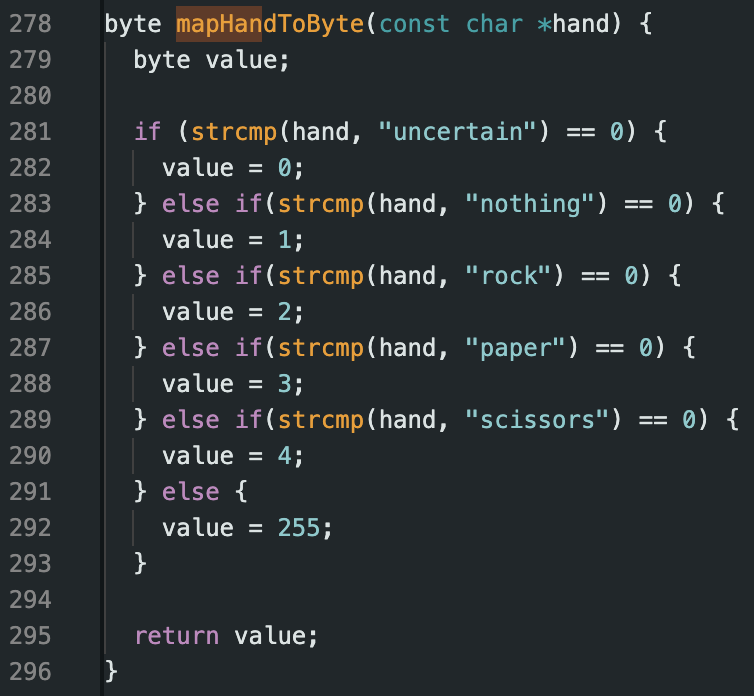 278 byte mapHandToByte(const char *hand) {
279   byte value;
280
281   if (strcmp(hand, "uncertain") == 0) {
282     value = 0;
283   } else if(strcmp(hand, "nothing") == 0) {
284     value = 1;
285   } else if(strcmp(hand, "rock") == 0) {
286     value = 2;
287   } else if(strcmp(hand, "paper") == 0) {
288     value = 3;
289   } else if(strcmp(hand, "scissors") == 0) {
290     value = 4;
291   } else {
292     value = 255;
293   }
294
295   return value;
296 }